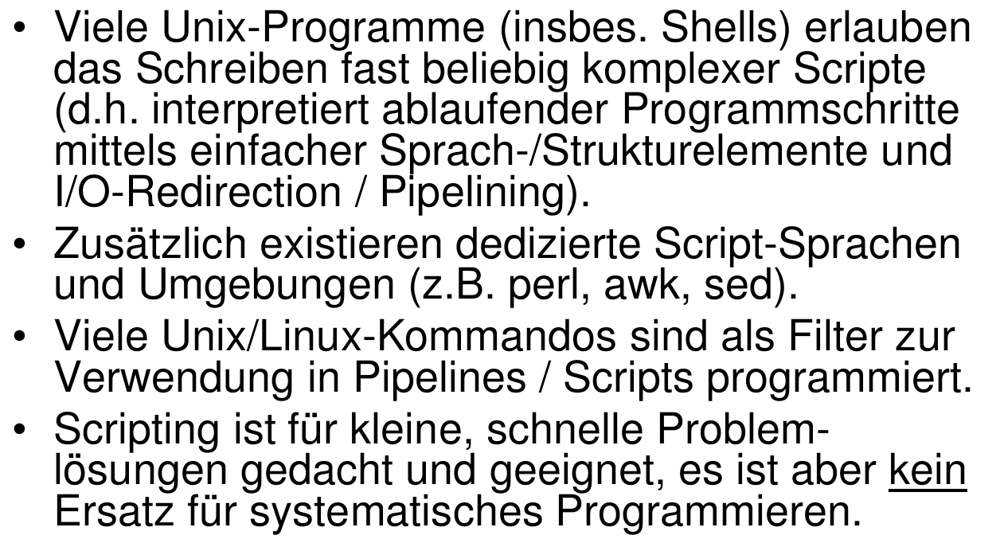 • Viele Unix-Programme (insbes. Shells) erlauben
das Schreiben fast beliebig komplexer Scripte
(d.h. interpretiert ablaufender Programmschritte
mittels einfacher Sprach-/Strukturelemente und
I/O-Redirection / Pipelining).
• Zusätzlich existieren dedizierte Script-Sprachen
und Umgebungen (z.B. perl, awk, sed).
• Viele Unix/Linux-Kommandos sind als Filter zur
Verwendung in Pipelines / Scripts programmiert.
• Scripting ist für kleine, schnelle Problem-
lösungen gedacht und geeignet, es ist aber kein
Ersatz für systematisches Programmieren.